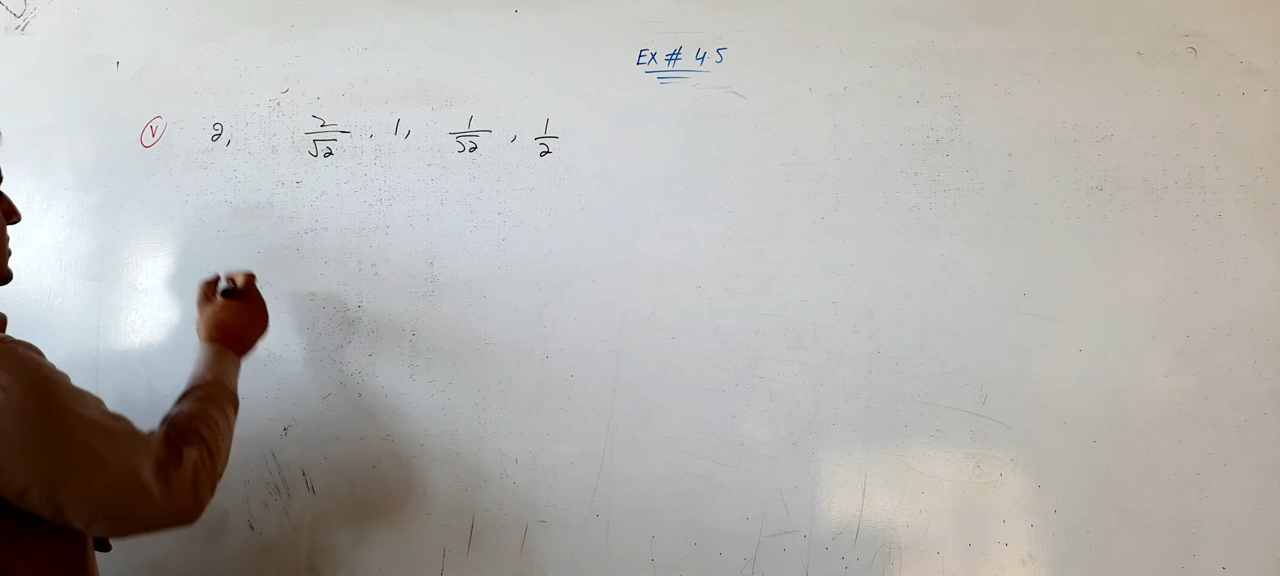 Ex # 4.5
(v) 2, 2/√2, 1, 1/√2, 1/2